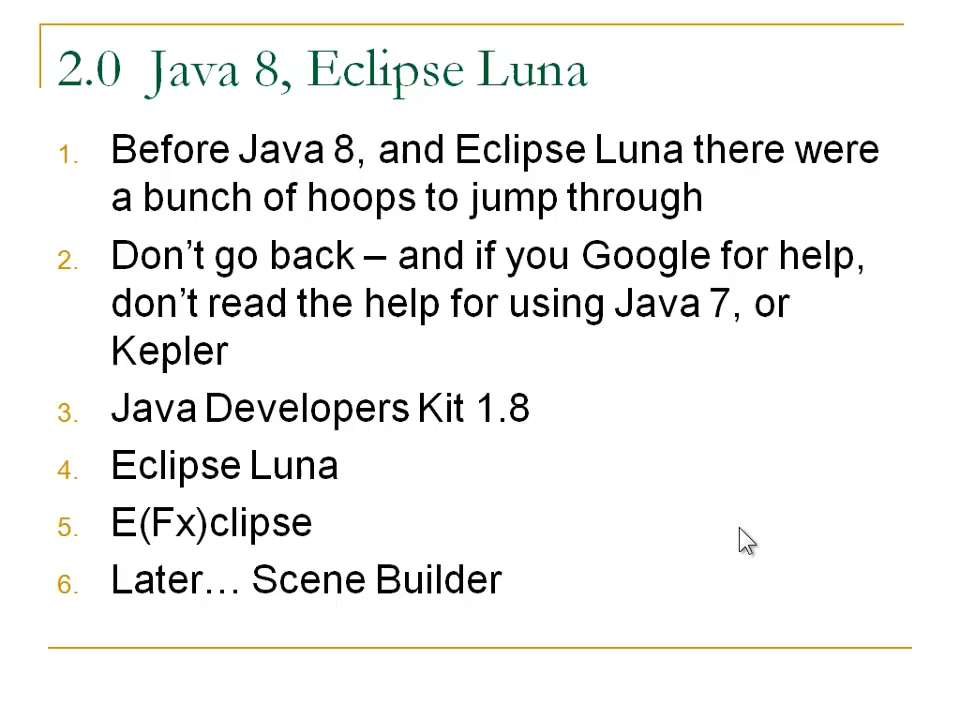 2.0 Java 8, Eclipse Luna
1. Before Java 8, and Eclipse Luna there were
a bunch of hoops to jump through
2. Don’t go back – and if you Google for help,
don’t read the help for using Java 7, or
Kepler
3. Java Developers Kit 1.8
4. Eclipse Luna
5. E(Fx)clipse
6. Later… Scene Builder